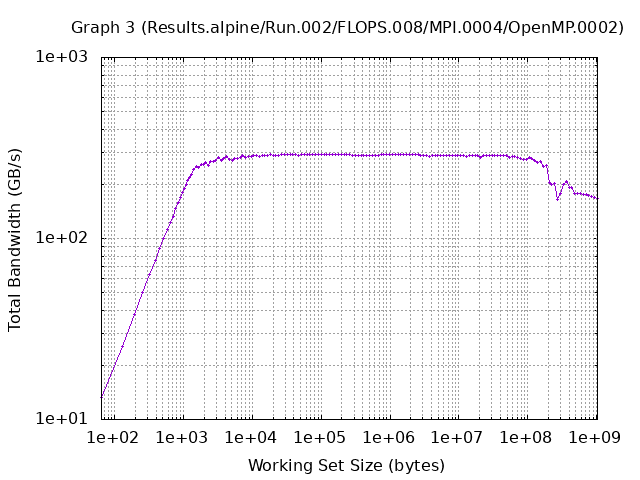 Graph 3 (Results.alpine/Run.002/FLOPS.008/MPI.0004/OpenMP.0002)
1e+03
1e+02
1e+01
Total Bandwidth (GB/s)
1e+02 1e+03 1e+04 1e+05 1e+06 1e+07 1e+08 1e+09
Working Set Size (bytes)